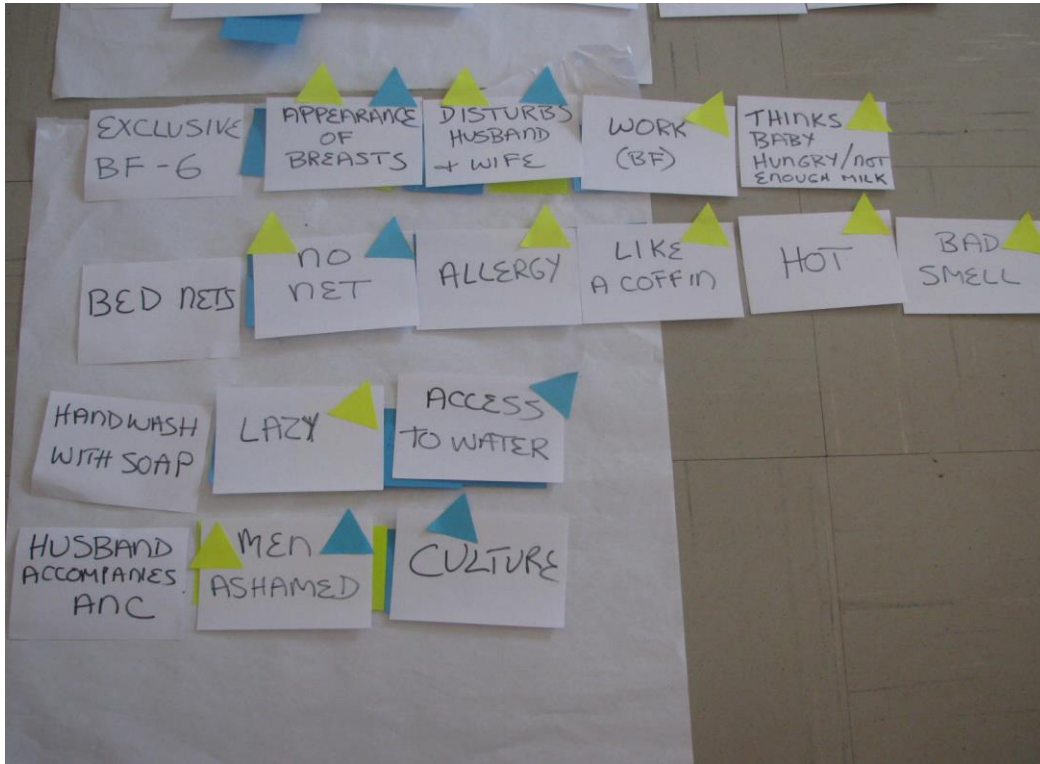 EXCLUSIVE
BF-6
APPEARANCE
OF
BREASTS
DISTURBS
HUSBAND
+ WIFE
WORK
(BF)
THINKS
BABY
HUNGRY/NOT
ENOUGH MILK
BED NETS
NO
NET
ALLERGY
LIKE
A COFFIN
HOT
BAD
SMELL
HANDWASH
WITH SOAP
LAZY
ACCESS
TO WATER
HUSBAND
ACCOMPANIES
ANC
MEN
ASHAMED
CULTURE